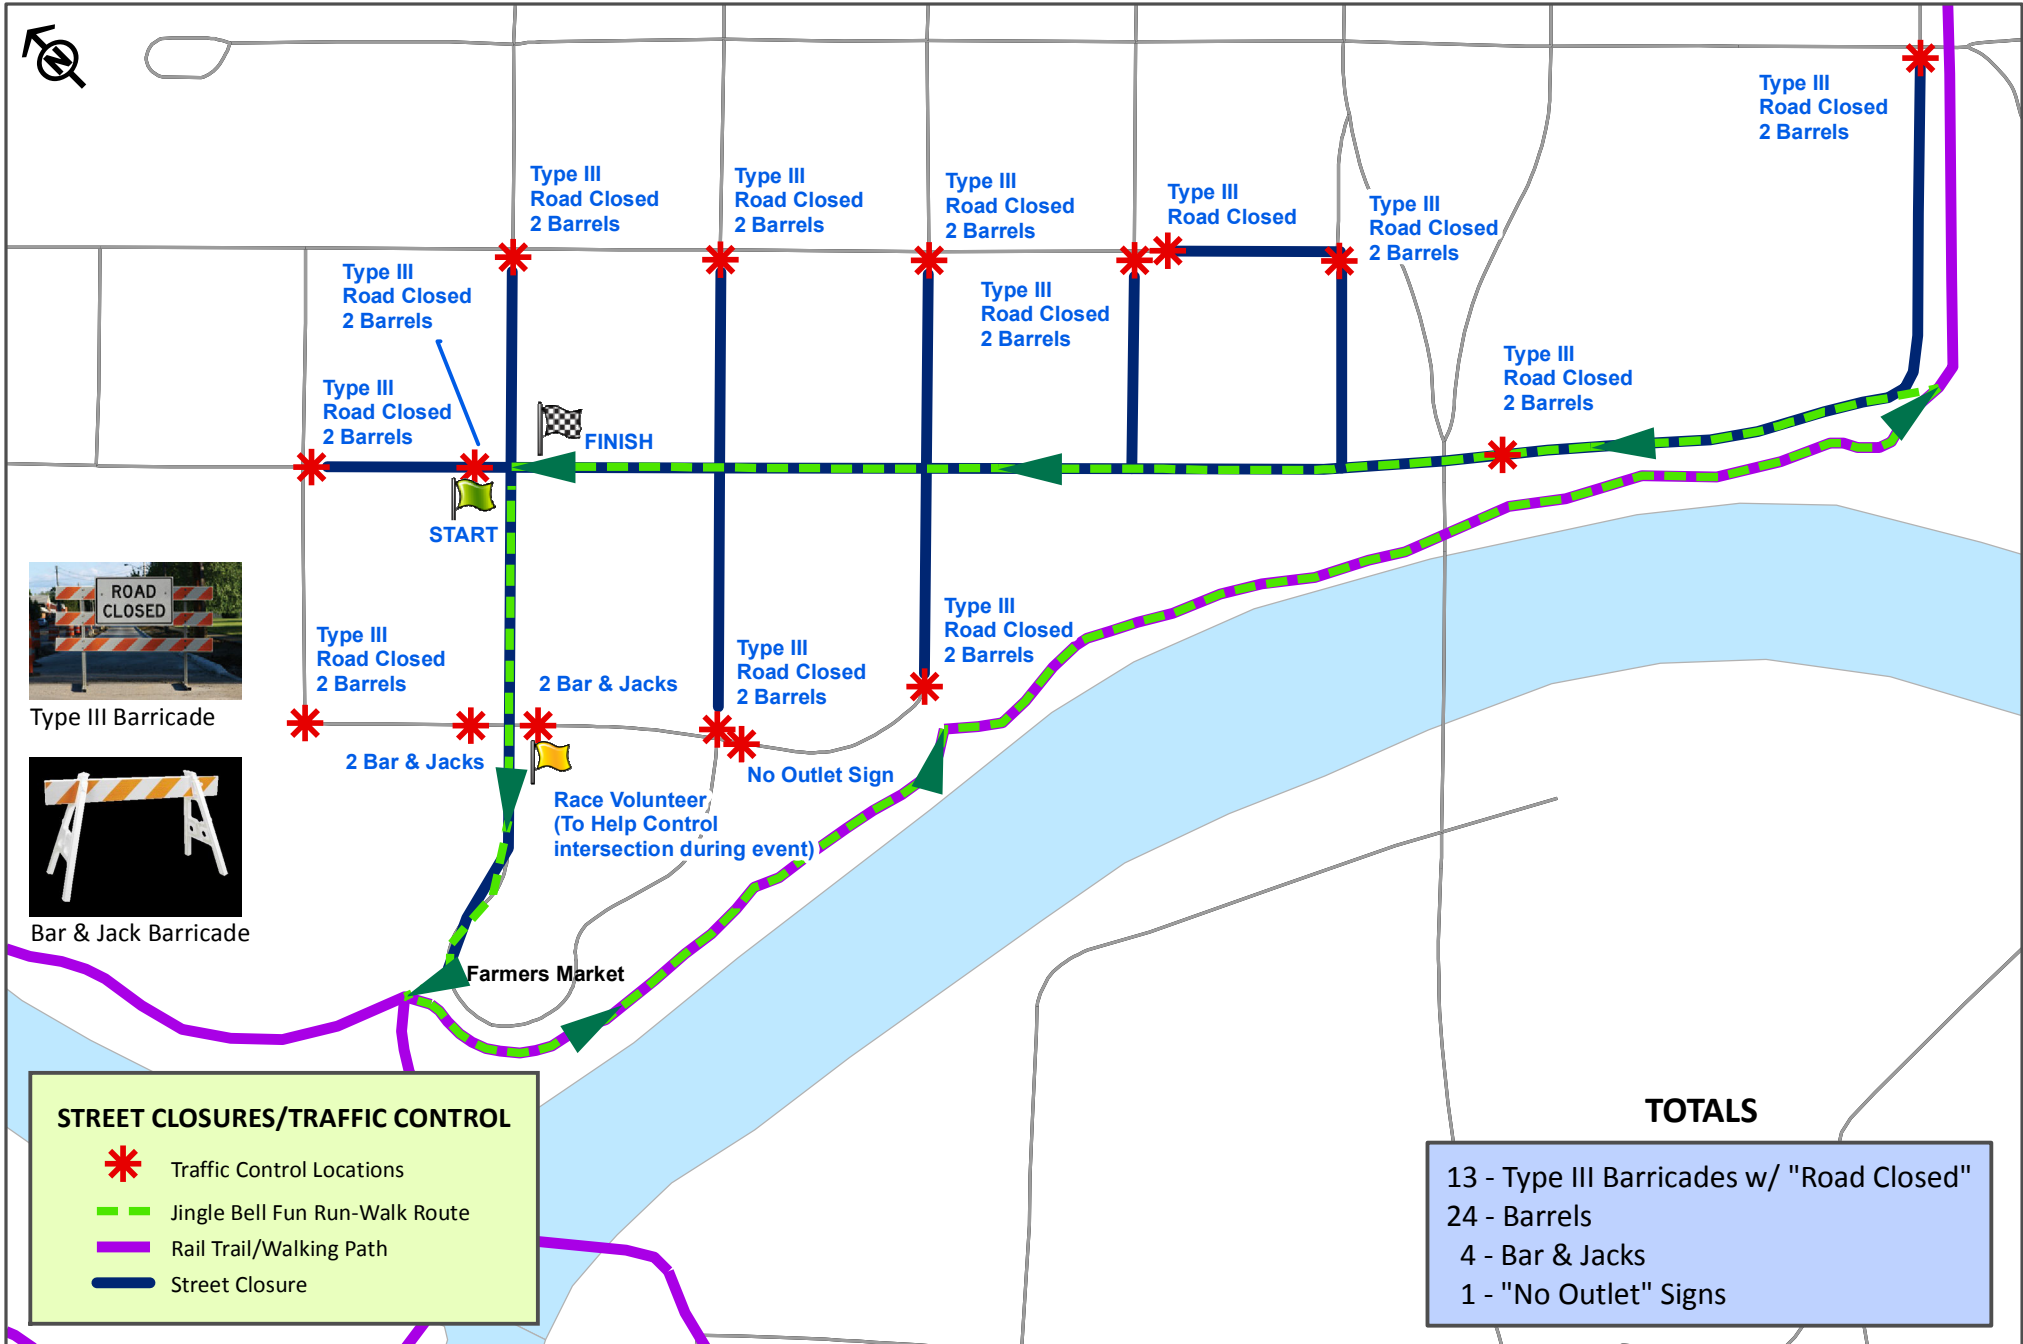 N
Type III
Road Closed
2 Barrels
Type III
Road Closed
2 Barrels
Type III
Road Closed
2 Barrels
Type III
Road Closed
2 Barrels
Type III
Road Closed
Type III
Road Closed
2 Barrels
Type III
Road Closed
2 Barrels
Type III
Road Closed
2 Barrels
Type III
Road Closed
2 Barrels
Type III
Road Closed
2 Barrels
FINISH
START
Type III
Road Closed
2 Barrels
ROAD
CLOSED
Type III Barricade
Type III
Road Closed
2 Barrels
2 Bar & Jacks
Type III
Road Closed
2 Barrels
Type III
Road Closed
2 Barrels
2 Bar & Jacks
No Outlet Sign
Race Volunteer
(To Help Control
intersection during event)
Bar & Jack Barricade
Farmers Market
STREET CLOSURES/TRAFFIC CONTROL
Traffic Control Locations
Jingle Bell Fun Run-Walk Route
Rail Trail/Walking Path
Street Closure
TOTALS
13 - Type III Barricades w/ "Road Closed"
24 - Barrels
4 - Bar & Jacks
1 - "No Outlet" Signs